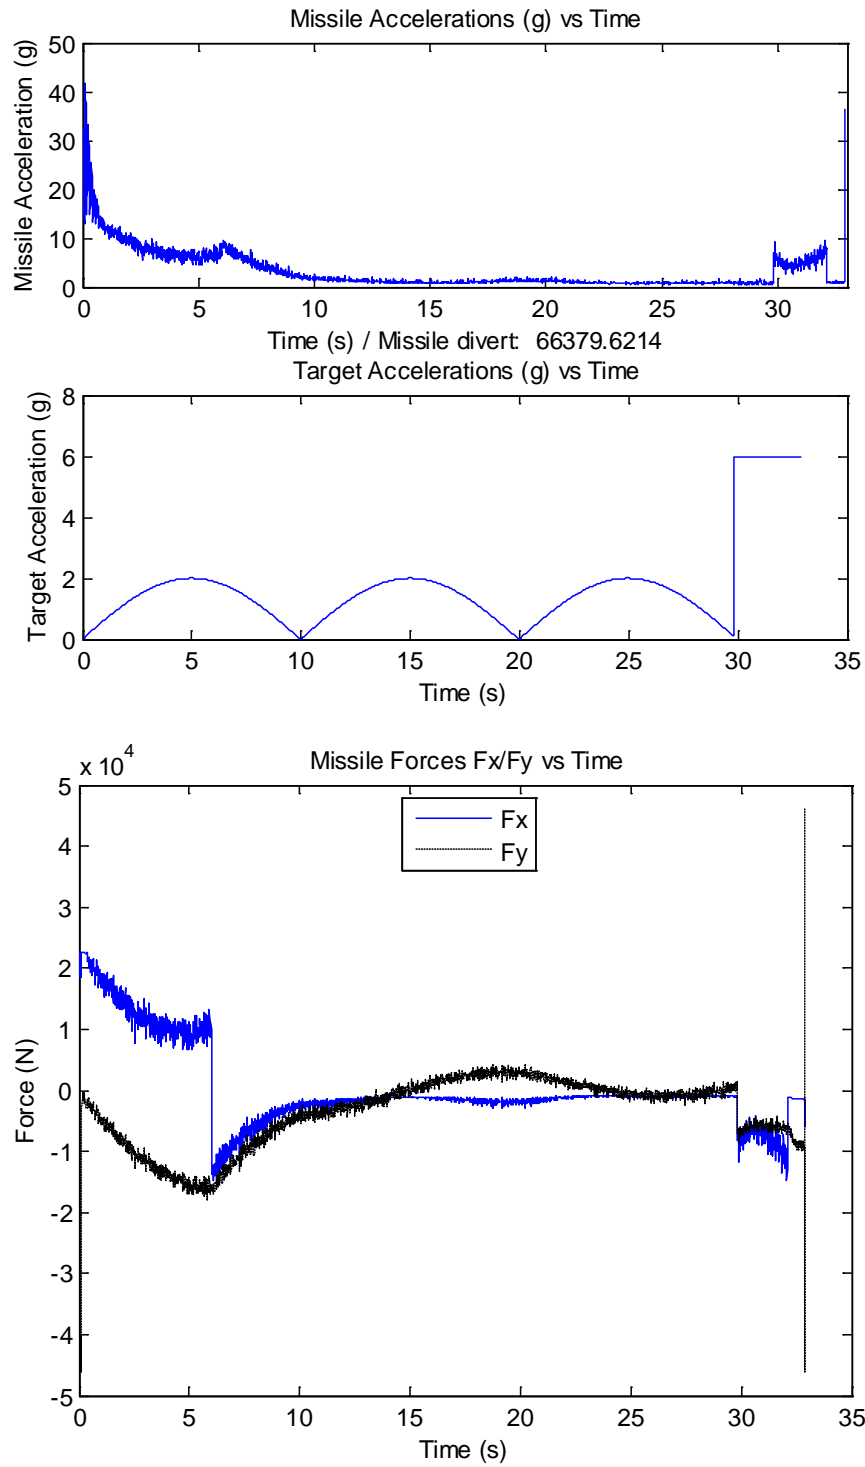 Missile Accelerations (g) vs Time
Missile Acceleration (g)
50
40
30
20
10
0
0 5 10 15 20 25 30
Time (s) / Missile divert: 66379.6214
Target Accelerations (g) vs Time
Target Acceleration (g)
8
6
4
2
0
0 5 10 15 20 25 30 35
Time (s)
x 10^4
Missile Forces Fx/Fy vs Time
Fx
Fy
Force (N)
5
4
3
2
1
0
-1
-2
-3
-4
-5
0 5 10 15 20 25 30 35
Time (s)